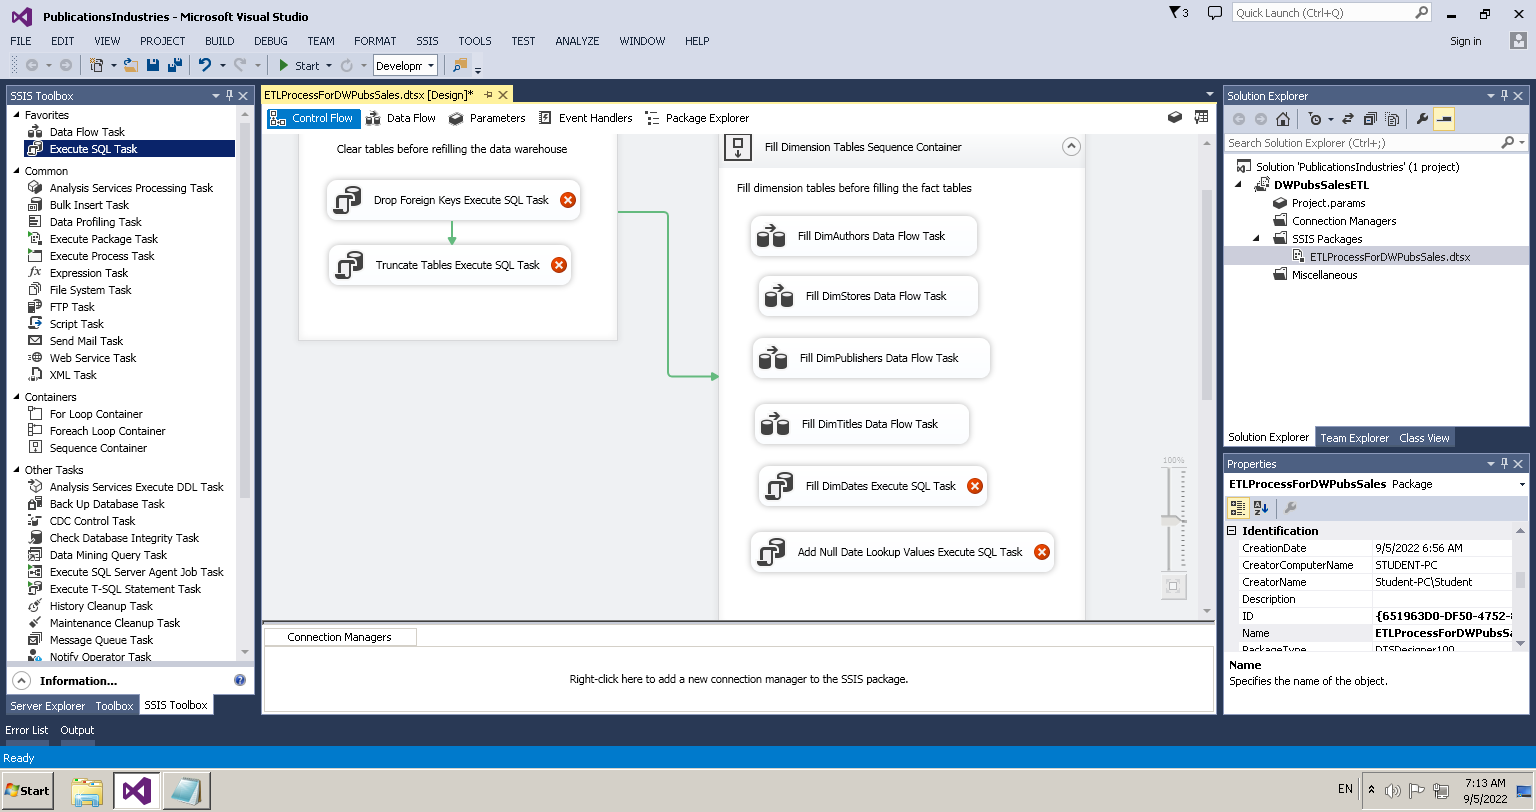 PublicationsIndustries - Microsoft Visual Studio
3
Quick Launch (Ctrl+Q)
FILE EDIT VIEW PROJECT BUILD DEBUG TEAM FORMAT SSIS TOOLS TEST ANALYZE WINDOW HELP
Sign in
Start
Developm
SSIS Toolbox
Favorites
Data Flow Task
Execute SQL Task
Common
Analysis Services Processing Task
Bulk Insert Task
Data Profiling Task
Execute Package Task
Execute Process Task
Expression Task
File System Task
FTP Task
Script Task
Send Mail Task
Web Service Task
XML Task
Containers
For Loop Container
Foreach Loop Container
Sequence Container
Other Tasks
Analysis Services Execute DDL Task
Back Up Database Task
CDC Control Task
Check Database Integrity Task
Data Mining Query Task
Execute SQL Server Agent Job Task
Execute T-SQL Statement Task
History Cleanup Task
Maintenance Cleanup Task
Message Queue Task
Notify Operator Task
Information...
Server Explorer Toolbox SSIS Toolbox
ETLProcessForDWPubsSales.dtsx [Design]*
Control Flow Data Flow Parameters Event Handlers Package Explorer
Clear tables before refilling the data warehouse
Drop Foreign Keys Execute SQL Task
Truncate Tables Execute SQL Task
Fill Dimension Tables Sequence Container
Fill dimension tables before filling the fact tables
Fill DimAuthors Data Flow Task
Fill DimStores Data Flow Task
Fill DimPublishers Data Flow Task
Fill DimTitles Data Flow Task
Fill DimDates Execute SQL Task
Add Null Date Lookup Values Execute SQL Task
100%
Connection Managers
Right-click here to add a new connection manager to the SSIS package.
Solution Explorer
Search Solution Explorer (Ctrl+;)
Solution 'PublicationsIndustries' (1 project)
DWPubsSalesETL
Project.params
Connection Managers
SSIS Packages
ETLProcessForDWPubsSales.dtsx
Miscellaneous
Solution Explorer Team Explorer Class View
Properties
ETLProcessForDWPubsSales Package
Identification
CreationDate 9/5/2022 6:56 AM
CreatorComputerName STUDENT-PC
CreatorName Student-PC\Student
Description
ID {651963D0-DF50-4752-
Name ETLProcessForDWPubsSa
PackageType DTSDesigner100
Name
Specifies the name of the object.
Error List Output
Ready
Start
EN
7:13 AM
9/5/2022